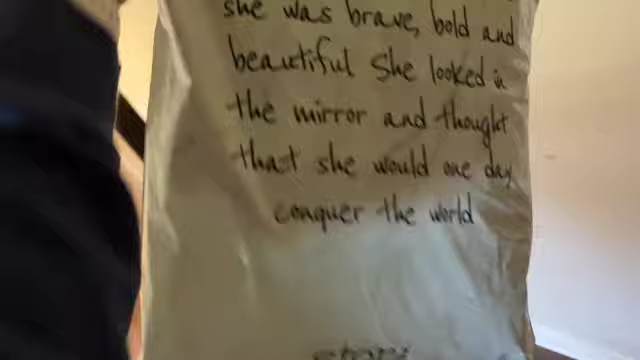 she was brave, bold and
beautiful She looked in
the mirror and thought
that she would one day
conquer the world